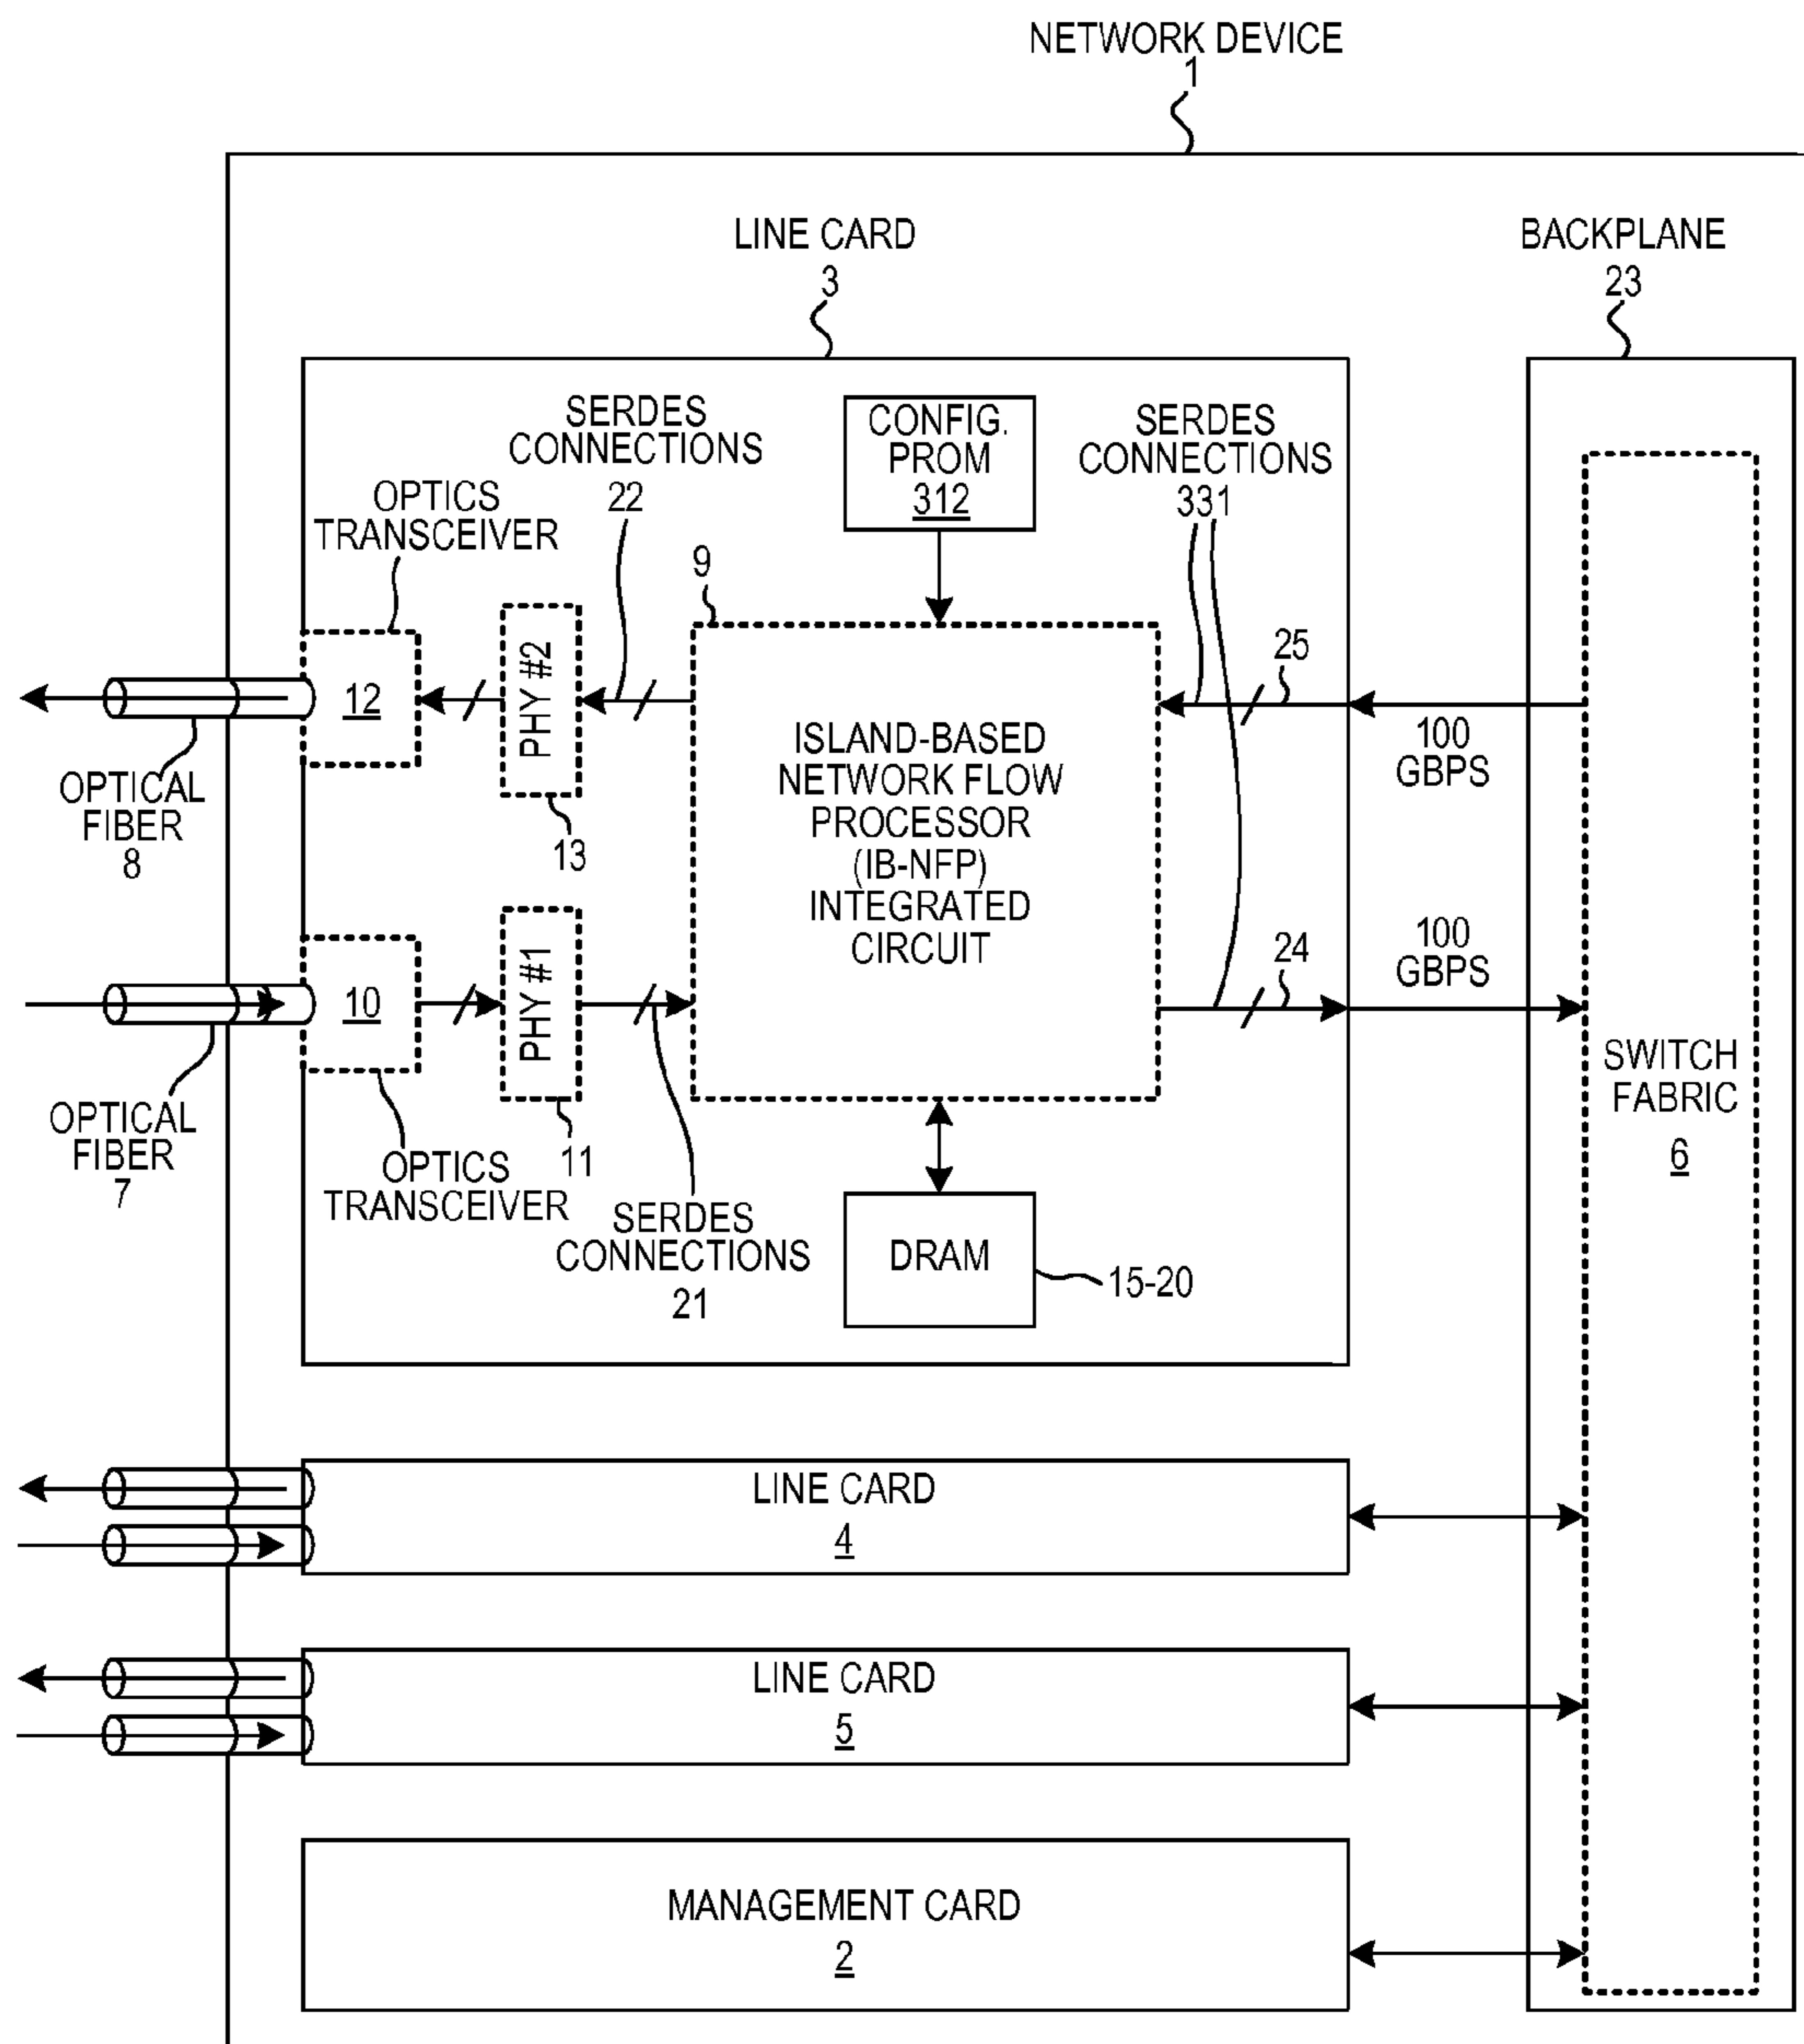 NETWORK DEVICE
1
LINE CARD
3
BACKPLANE
23
SERDES
CONNECTIONS
22
CONFIG.
PROM
312
SERDES
CONNECTIONS
331
OPTICS
TRANSCEIVER
9
12
PHY #2
13
25
100
GBPS
OPTICAL
FIBER
8
ISLAND-BASED
NETWORK FLOW
PROCESSOR
(IB-NFP)
INTEGRATED
CIRCUIT
10
PHY #1
11
24
100
GBPS
SWITCH
FABRIC
6
OPTICAL
FIBER
7
OPTICS
TRANSCEIVER
SERDES
CONNECTIONS
21
DRAM
15-20
LINE CARD
4
LINE CARD
5
MANAGEMENT CARD
2